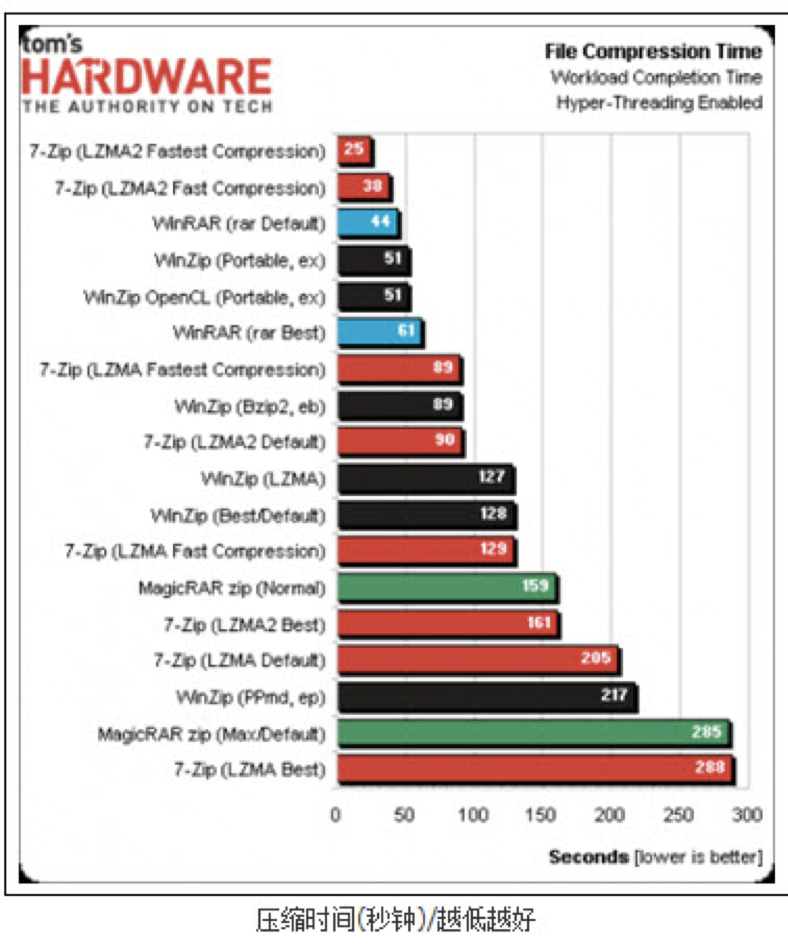 tom's
HARDWARE
THE AUTHORITY ON TECH
File Compression Time
Workload Completion Time
Hyper-Threading Enabled
7-Zip (LZMA2 Fastest Compression) 25
7-Zip (LZMA2 Fast Compression) 38
WinRAR (rar Default) 44
WinZip (Portable, ex) 51
WinZip OpenCL (Portable, ex) 51
WinRAR (rar Best) 61
7-Zip (LZMA Fastest Compression) 89
WinZip (Bzip2, eb) 89
7-Zip (LZMA2 Default) 90
WinZip (LZMA) 127
WinZip (Best/Default) 128
7-Zip (LZMA Fast Compression) 129
MagicRAR zip (Normal) 159
7-Zip (LZMA2 Best) 161
7-Zip (LZMA Default) 205
WinZip (PPmd, ep) 217
MagicRAR zip (Max/Default) 285
7-Zip (LZMA Best) 288
0 50 100 150 200 250 300
Seconds [lower is better]
压缩时间(秒钟)/越低越好